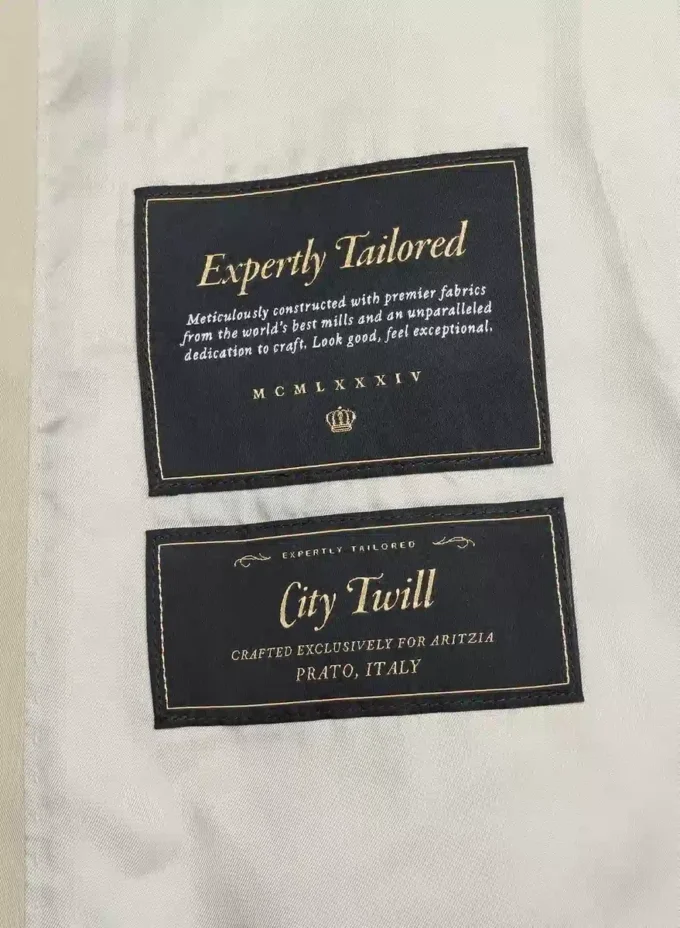 Expertly Tailored
Meticulously constructed with premier fabrics
from the world's best mills and an unparalleled
dedication to craft. Look good, feel exceptional.
MCMLXXXIV
EXPERTLY TAILORED
City Twill
CRAFTED EXCLUSIVELY FOR ARITZIA
PRATO, ITALY